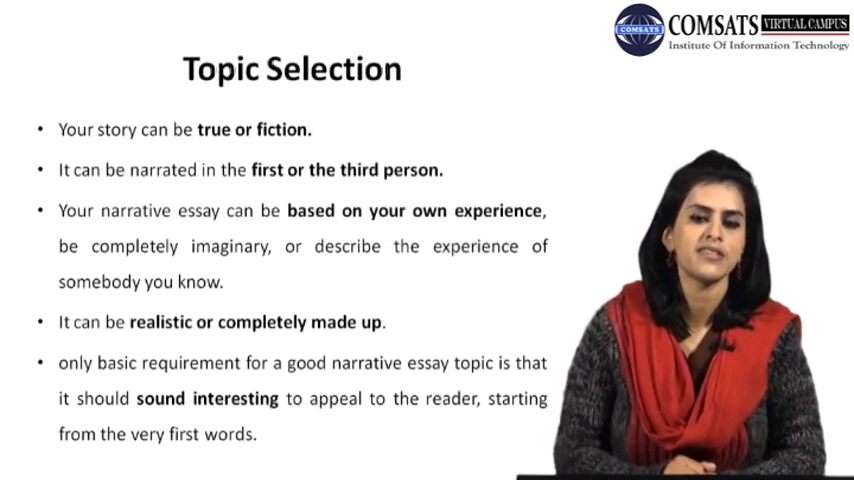 COMSATS
COMSATS VIRTUAL CAMPUS
Institute Of Information Technology
Topic Selection
• Your story can be true or fiction.
• It can be narrated in the first or the third person.
• Your narrative essay can be based on your own experience,
be completely imaginary, or describe the experience of
somebody you know.
• It can be realistic or completely made up.
• only basic requirement for a good narrative essay topic is that
it should sound interesting to appeal to the reader, starting
from the very first words.